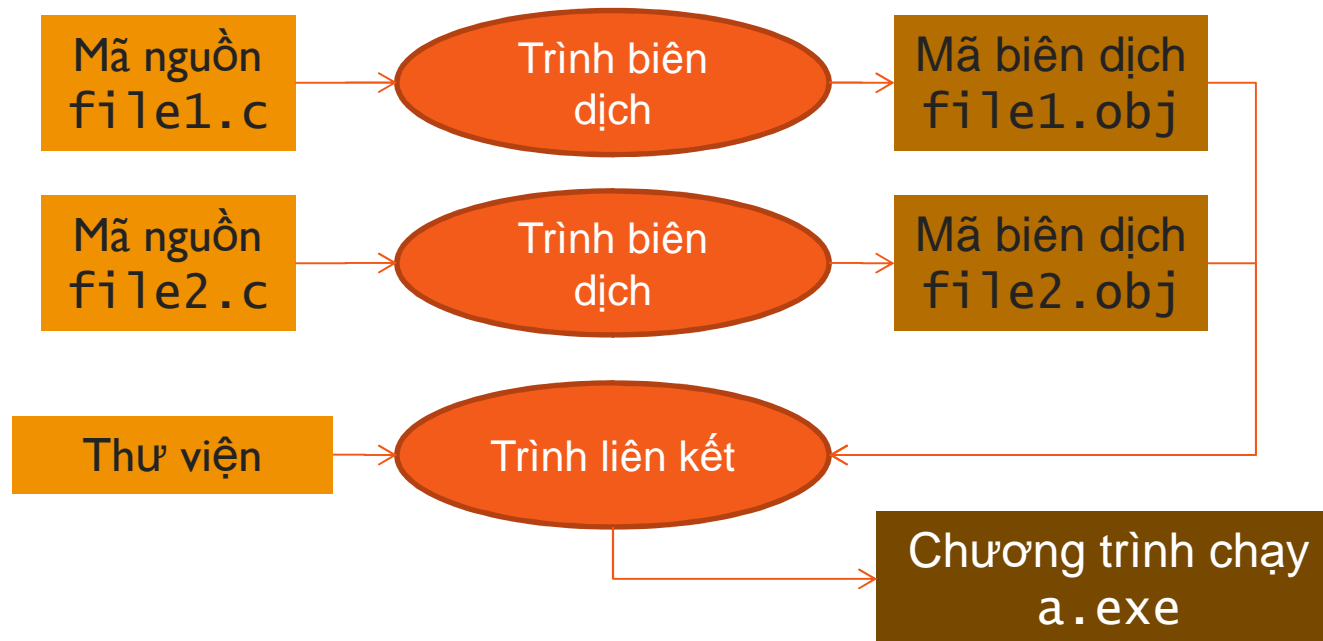 Mã nguồn
file1.c
Trình biên
dịch
Mã biên dịch
file1.obj
Mã nguồn
file2.c
Trình biên
dịch
Mã biên dịch
file2.obj
Thư viện
Trình liên kết
Chương trình chạy
a.exe